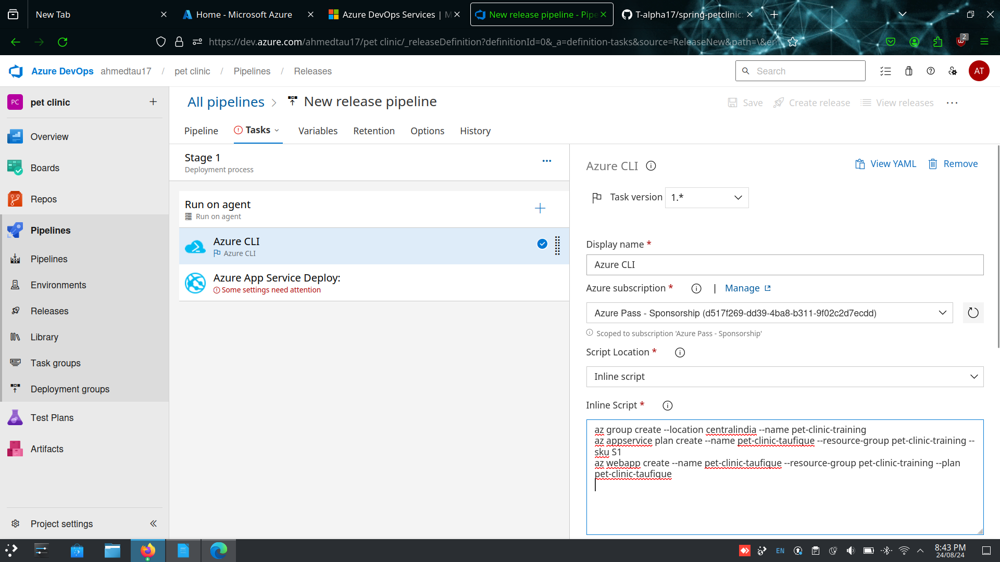 New Tab
Home - Microsoft Azure
Azure DevOps Services | M
New release pipeline - Pipe
T-alpha17/spring-petclinic:
https://dev.azure.com/ahmedtau17/pet clinic/_releaseDefinition?definitionId=0&_a=definition-tasks&source=ReleaseNew&path=\&en
2
Azure DevOps
ahmedtau17
/
pet clinic
/
Pipelines
/
Releases
Search
AT
PC
pet clinic
Overview
Boards
Repos
Pipelines
Pipelines
Environments
Releases
Library
Task groups
Deployment groups
Test Plans
Artifacts
Project settings
All pipelines
New release pipeline
Save
Create release
View releases
Pipeline
Tasks
Variables
Retention
Options
History
Stage 1
Deployment process
Run on agent
Run on agent
Azure CLI
Azure CLI
Azure App Service Deploy:
Some settings need attention
Azure CLI
View YAML
Remove
Task version
1.*
Display name *
Azure CLI
Azure subscription *
|
Manage
Azure Pass - Sponsorship (d517f269-dd39-4ba8-b311-9f02c2d7ecdd)
Scoped to subscription 'Azure Pass - Sponsorship'
Script Location *
Inline script
Inline Script *
az group create --location centralindia --name pet-clinic-training
az appservice plan create --name pet-clinic-taufique --resource-group pet-clinic-training --
sku S1
az webapp create --name pet-clinic-taufique --resource-group pet-clinic-training --plan
pet-clinic-taufique
EN
8:43 PM
24/08/24